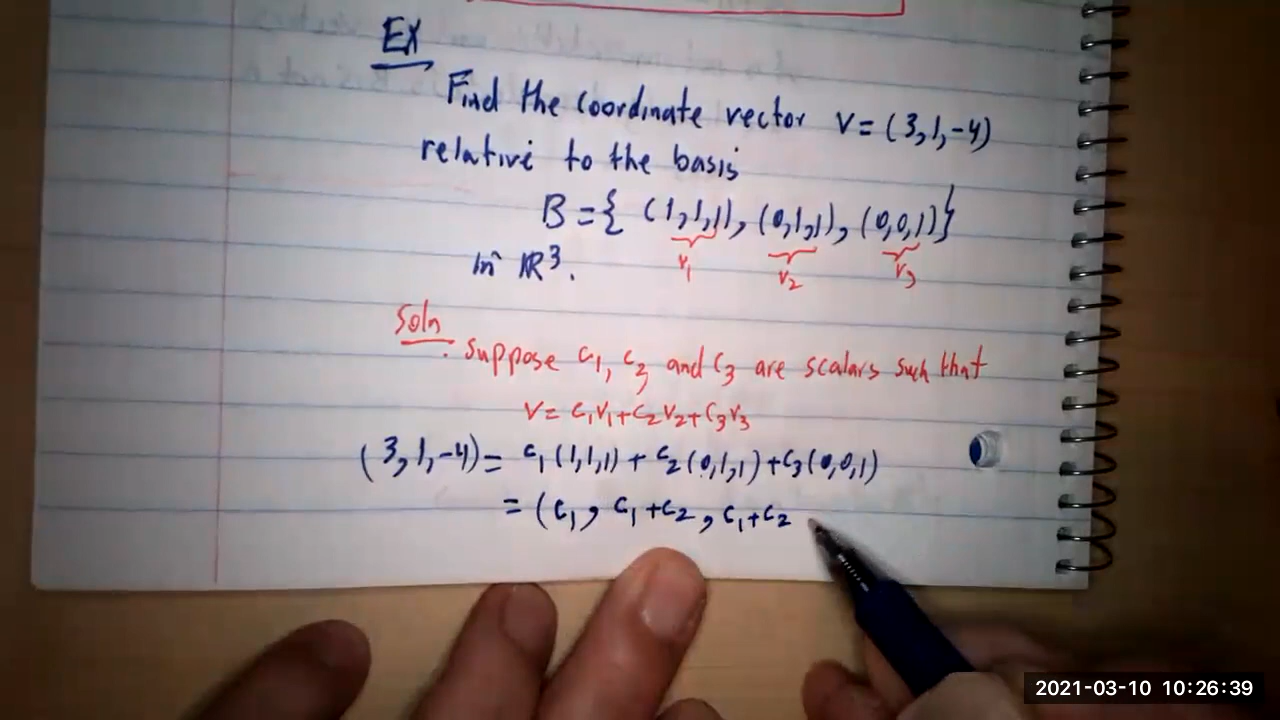 EX
Find the coordinate vector v = (3,1,-4)
relative to the basis
B = { (1,1,1), (0,1,1), (0,0,1)}
v₁ v₂ v₃
in ℝ³.
Soln
. Suppose c₁, c₂ and c₃ are scalars such that
v = c₁v₁+c₂v₂+c₃v₃
(3,1,-4) = c₁(1,1,1) + c₂(0,1,1) + c₃(0,0,1)
= (c₁, c₁+c₂, c₁+c₂
2021-03-10 10:26:39